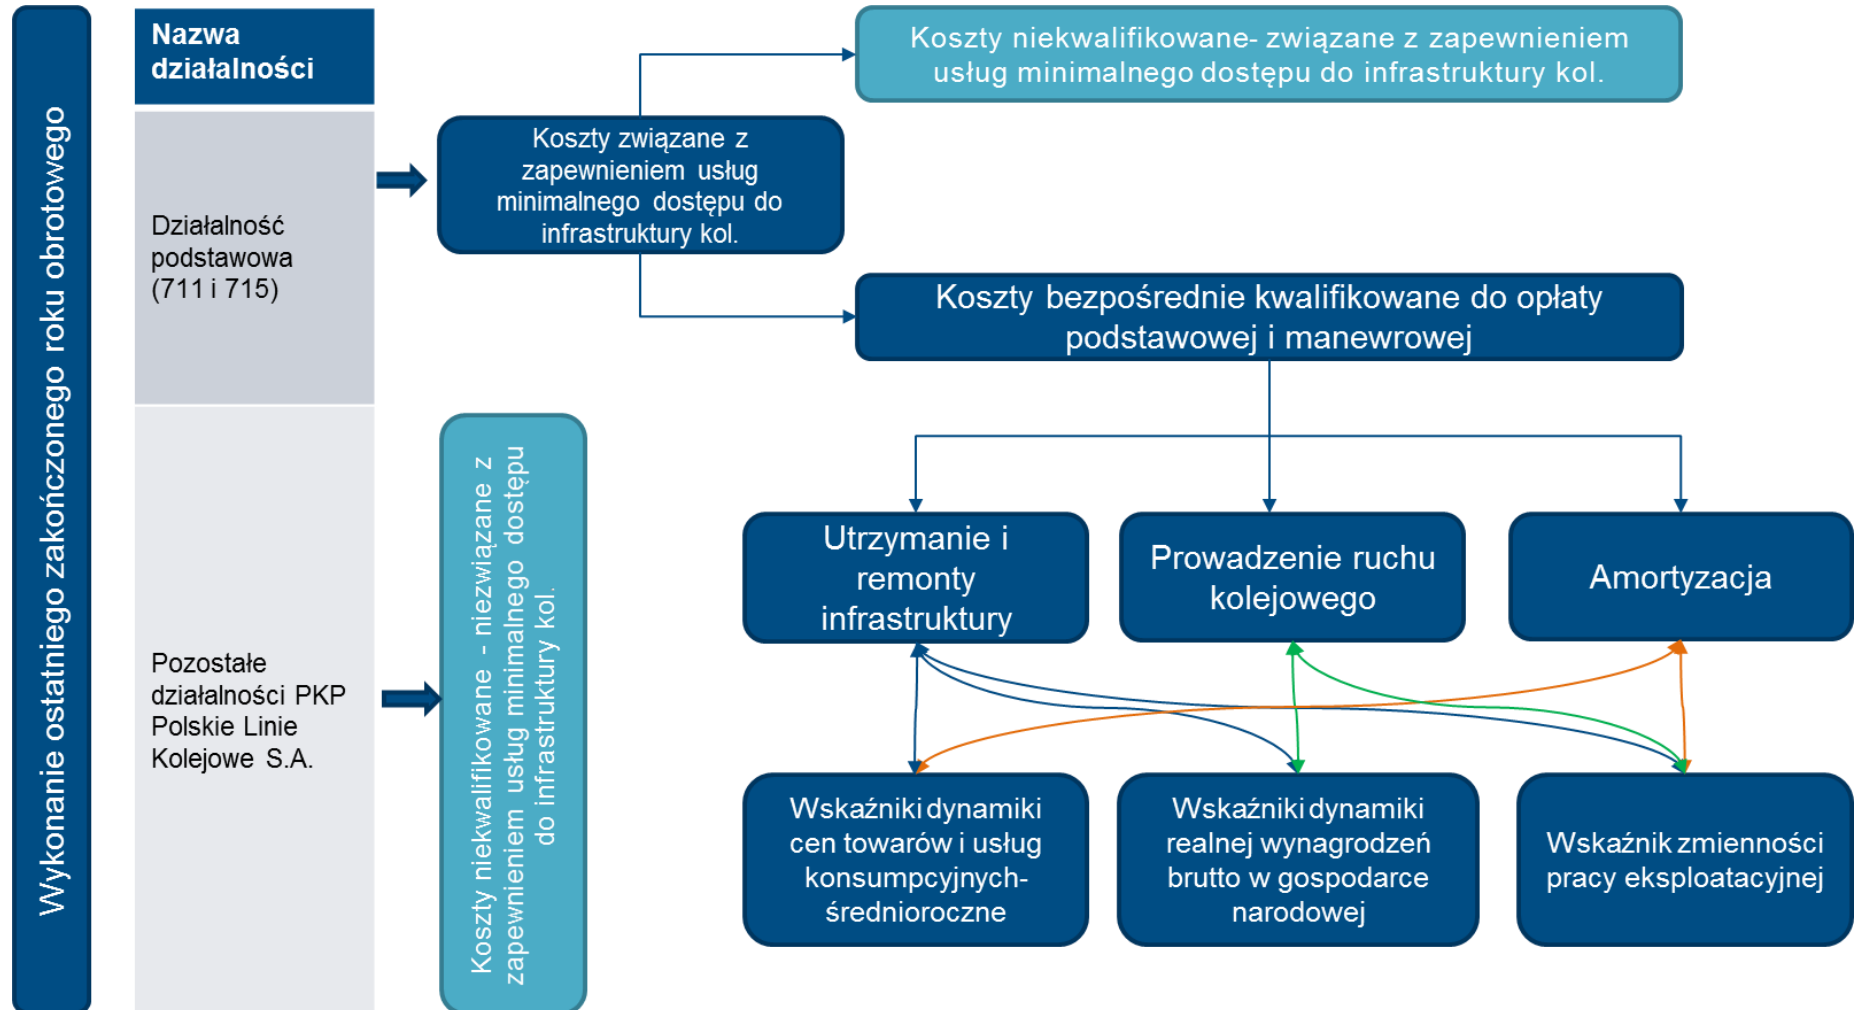 Wykonanie ostatniego zakończonego roku obrotowego
Nazwa
działalności
Działalność
podstawowa
(711 i 715)
Pozostałe
działalności PKP
Polskie Linie
Kolejowe S.A.
Koszty związane z
zapewnieniem usług
minimalnego dostępu do
infrastruktury kol.
Koszty niekwalifikowane- związane z zapewnieniem
usług minimalnego dostępu do infrastruktury kol.
Koszty bezpośrednie kwalifikowane do opłaty
podstawowej i manewrowej
Koszty niekwalifikowane - niezwiązane z
zapewnieniem usług minimalnego dostępu
do infrastruktury kol.
Utrzymanie i
remonty
infrastruktury
Prowadzenie ruchu
kolejowego
Amortyzacja
Wskaźniki dynamiki
cen towarów i usług
konsumpcyjnych-
średnioroczne
Wskaźniki dynamiki
realnej wynagrodzeń
brutto w gospodarce
narodowej
Wskaźnik zmienności
pracy eksploatacyjnej